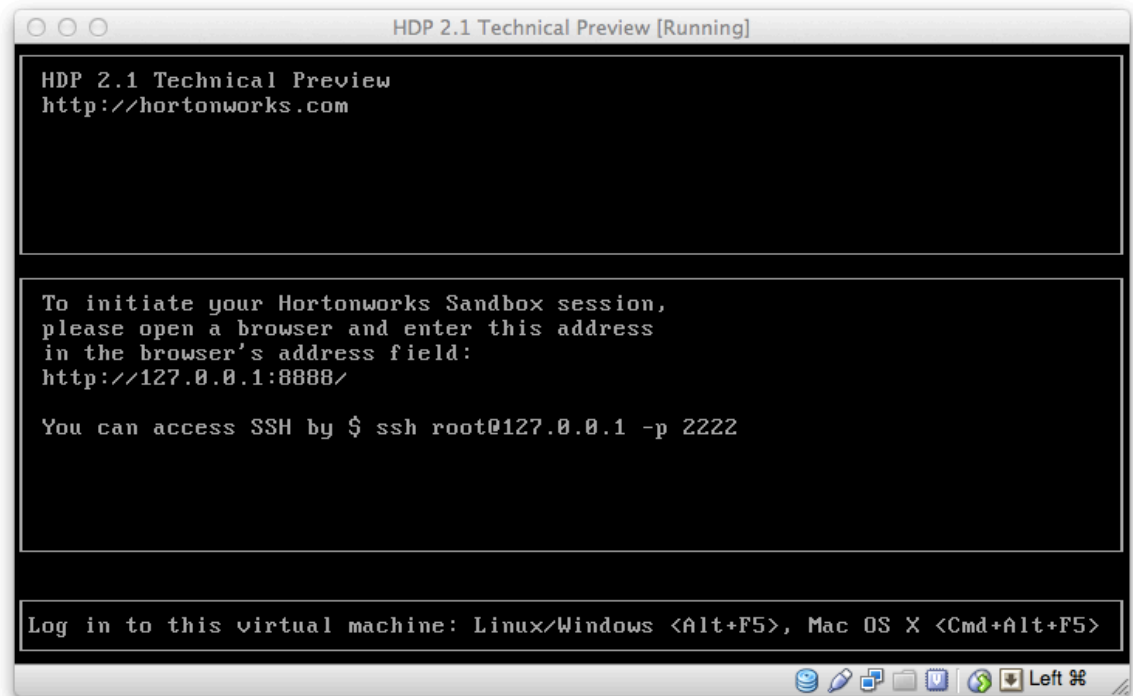 HDP 2.1 Technical Preview [Running]
HDP 2.1 Technical Preview
http://hortonworks.com
To initiate your Hortonworks Sandbox session,
please open a browser and enter this address
in the browser's address field:
http://127.0.0.1:8888/
You can access SSH by $ ssh root@127.0.0.1 -p 2222
Log in to this virtual machine: Linux/Windows <Alt+F5>, Mac OS X <Cmd+Alt+F5>
Left ⌘